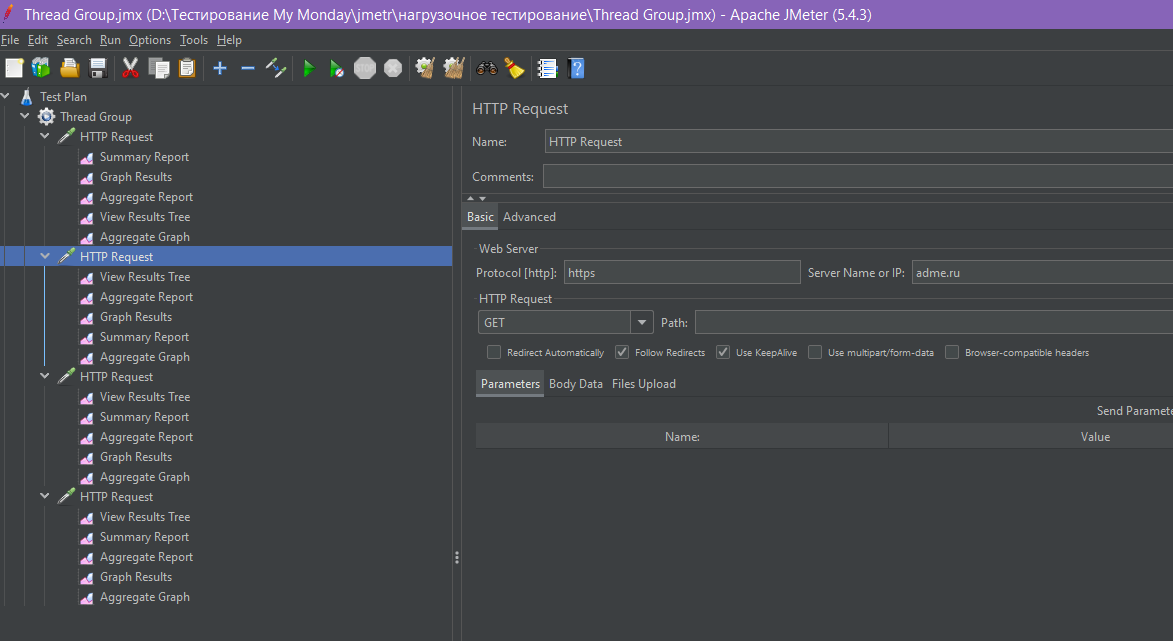 Thread Group.jmx (D:\Тестирование My Monday\jmetr\нагрузочное тестирование\Thread Group.jmx) - Apache JMeter (5.4.3)
File Edit Search Run Options Tools Help
STOP
Test Plan
Thread Group
HTTP Request
Summary Report
Graph Results
Aggregate Report
View Results Tree
Aggregate Graph
HTTP Request
View Results Tree
Aggregate Report
Graph Results
Summary Report
Aggregate Graph
HTTP Request
View Results Tree
Summary Report
Aggregate Report
Graph Results
Aggregate Graph
HTTP Request
View Results Tree
Summary Report
Aggregate Report
Graph Results
Aggregate Graph
HTTP Request
Name: HTTP Request
Comments:
Basic Advanced
Web Server
Protocol [http]: https Server Name or IP: adme.ru
HTTP Request
GET Path:
Redirect Automatically Follow Redirects Use KeepAlive Use multipart/form-data Browser-compatible headers
Parameters Body Data Files Upload
Send Paramete
Name: Value